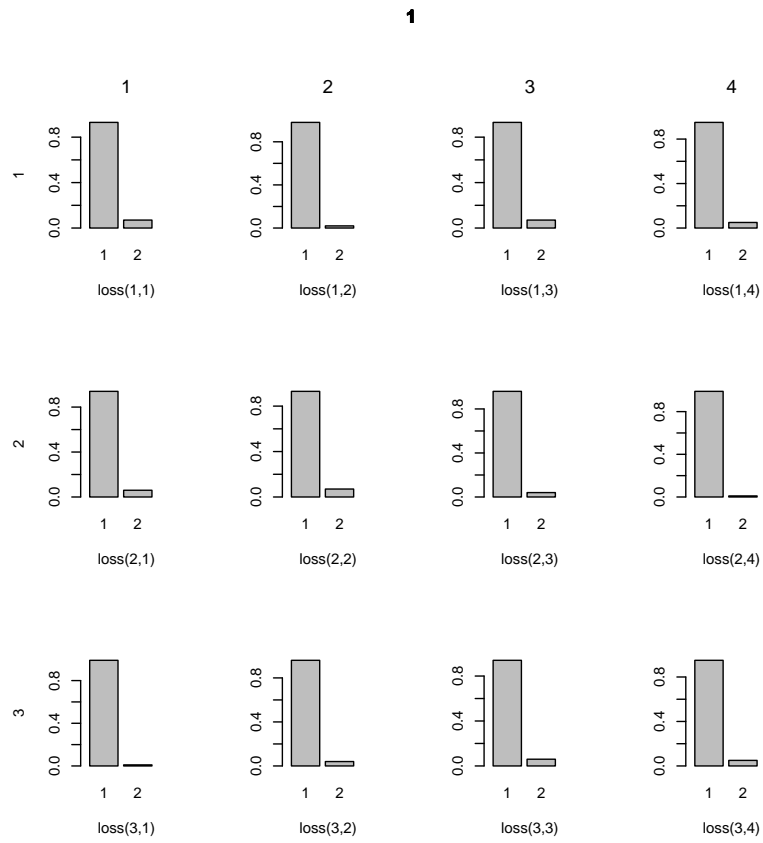 1
1 2 3 4
1
0.0 0.4 0.8
1 2
loss(1,1)
0.0 0.4 0.8
1 2
loss(1,2)
0.0 0.4 0.8
1 2
loss(1,3)
0.0 0.4 0.8
1 2
loss(1,4)
2
0.0 0.4 0.8
1 2
loss(2,1)
0.0 0.4 0.8
1 2
loss(2,2)
0.0 0.4 0.8
1 2
loss(2,3)
0.0 0.4 0.8
1 2
loss(2,4)
3
0.0 0.4 0.8
1 2
loss(3,1)
0.0 0.4 0.8
1 2
loss(3,2)
0.0 0.4 0.8
1 2
loss(3,3)
0.0 0.4 0.8
1 2
loss(3,4)